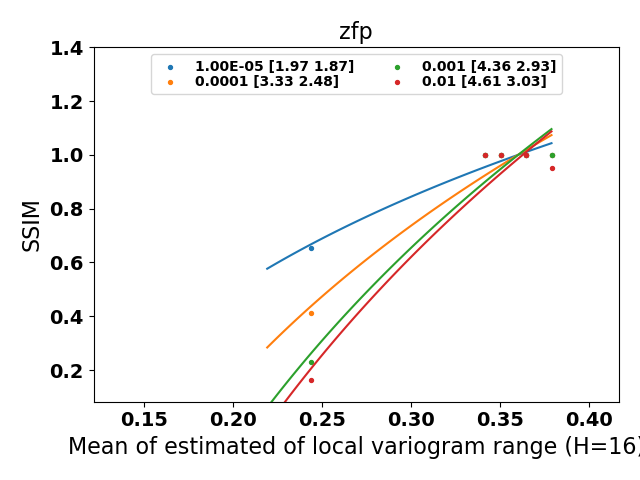 zfp
1.00E-05 [1.97 1.87]
0.0001 [3.33 2.48]
0.001 [4.36 2.93]
0.01 [4.61 3.03]
1.4
1.2
1.0
0.8
0.6
0.4
0.2
SSIM
0.15 0.20 0.25 0.30 0.35 0.40
Mean of estimated of local variogram range (H=16)